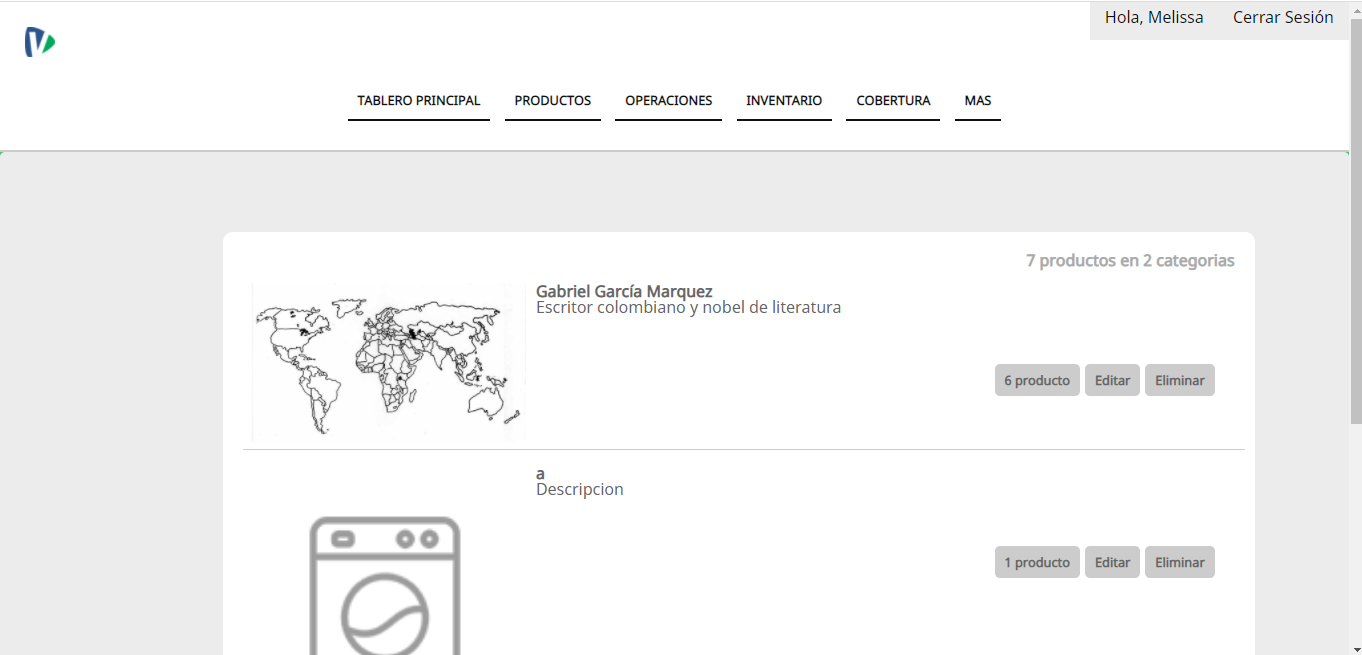 Hola, Melissa Cerrar Sesión
TABLERO PRINCIPAL PRODUCTOS OPERACIONES INVENTARIO COBERTURA MAS
7 productos en 2 categorias
Gabriel García Marquez
Escritor colombiano y nobel de literatura
6 producto Editar Eliminar
a
Descripcion
1 producto Editar Eliminar